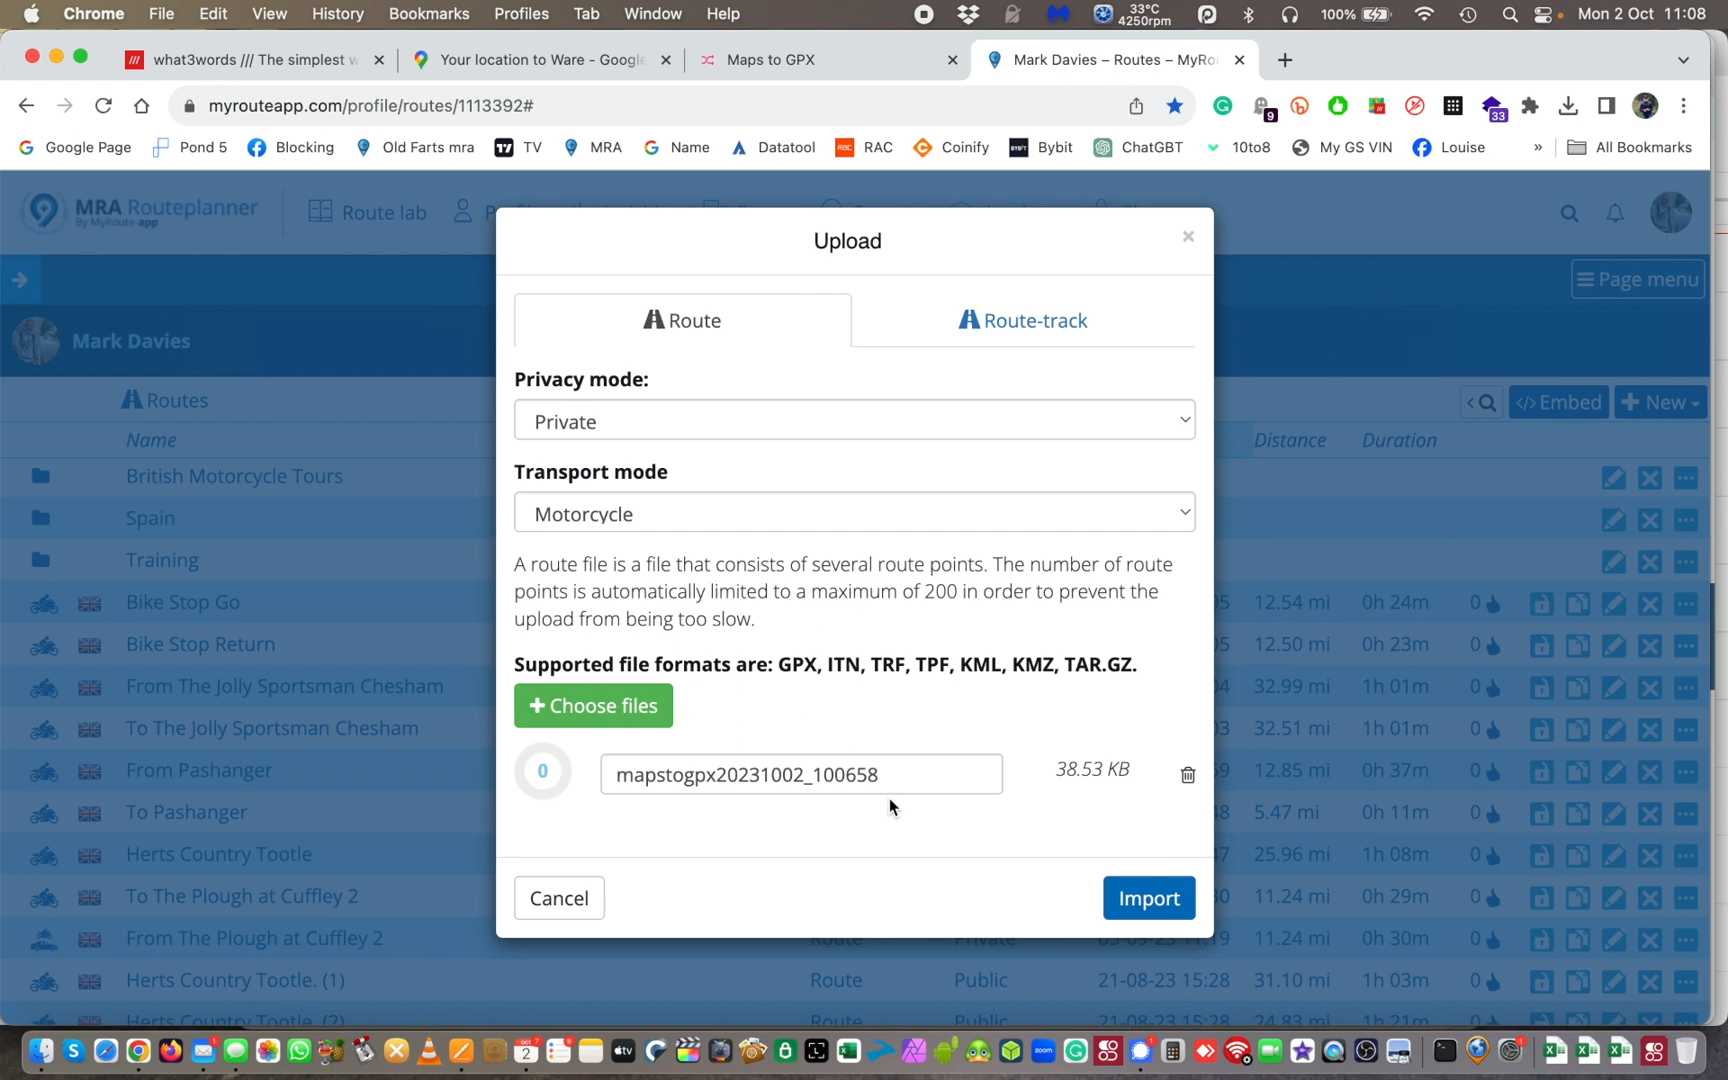 Chrome File Edit View History Bookmarks Profiles Tab Window Help 33°C 4250rpm 100% Mon 2 Oct 11:08
what3words /// The simplest w Your location to Ware - Google Maps to GPX Mark Davies – Routes – MyRo
myrouteapp.com/profile/routes/1113392# 9 33
Google Page Pond 5 Blocking Old Farts mra TV MRA Name Datatool RAC Coinify Bybit ChatGBT 10to8 My GS VIN Louise » All Bookmarks
MRA Routeplanner Route lab
By MyRoute-app
Upload ×
Page menu
Route Route-track
Mark Davies
Privacy mode:
Routes </> Embed + New
Private
Name Distance Duration
Transport mode
British Motorcycle Tours
Motorcycle
Spain
A route file is a file that consists of several route points. The number of route
Training
points is automatically limited to a maximum of 200 in order to prevent the
Bike Stop Go 12.54 mi 0h 24m 0
upload from being too slow.
Bike Stop Return 12.50 mi 0h 23m 0
Supported file formats are: GPX, ITN, TRF, TPF, KML, KMZ, TAR.GZ.
From The Jolly Sportsman Chesham 32.99 mi 1h 01m 0
+ Choose files
To The Jolly Sportsman Chesham 32.51 mi 1h 01m 0
0 mapstogpx20231002_100658 38.53 KB
From Pashanger 12.85 mi 0h 37m 0
To Pashanger 5.47 mi 0h 11m 0
Herts Country Tootle 25.96 mi 1h 08m 0
Cancel Import
To The Plough at Cuffley 2 11.24 mi 0h 29m 0
From The Plough at Cuffley 2 Route Private 11.24 mi 0h 30m 0
Herts Country Tootle. (1) Route Public 21-08-23 15:28 31.10 mi 1h 03m 0
Herts Country Tootle. (2) Route Public 21-08-23 15:28 24.83 mi 1h 21m 0